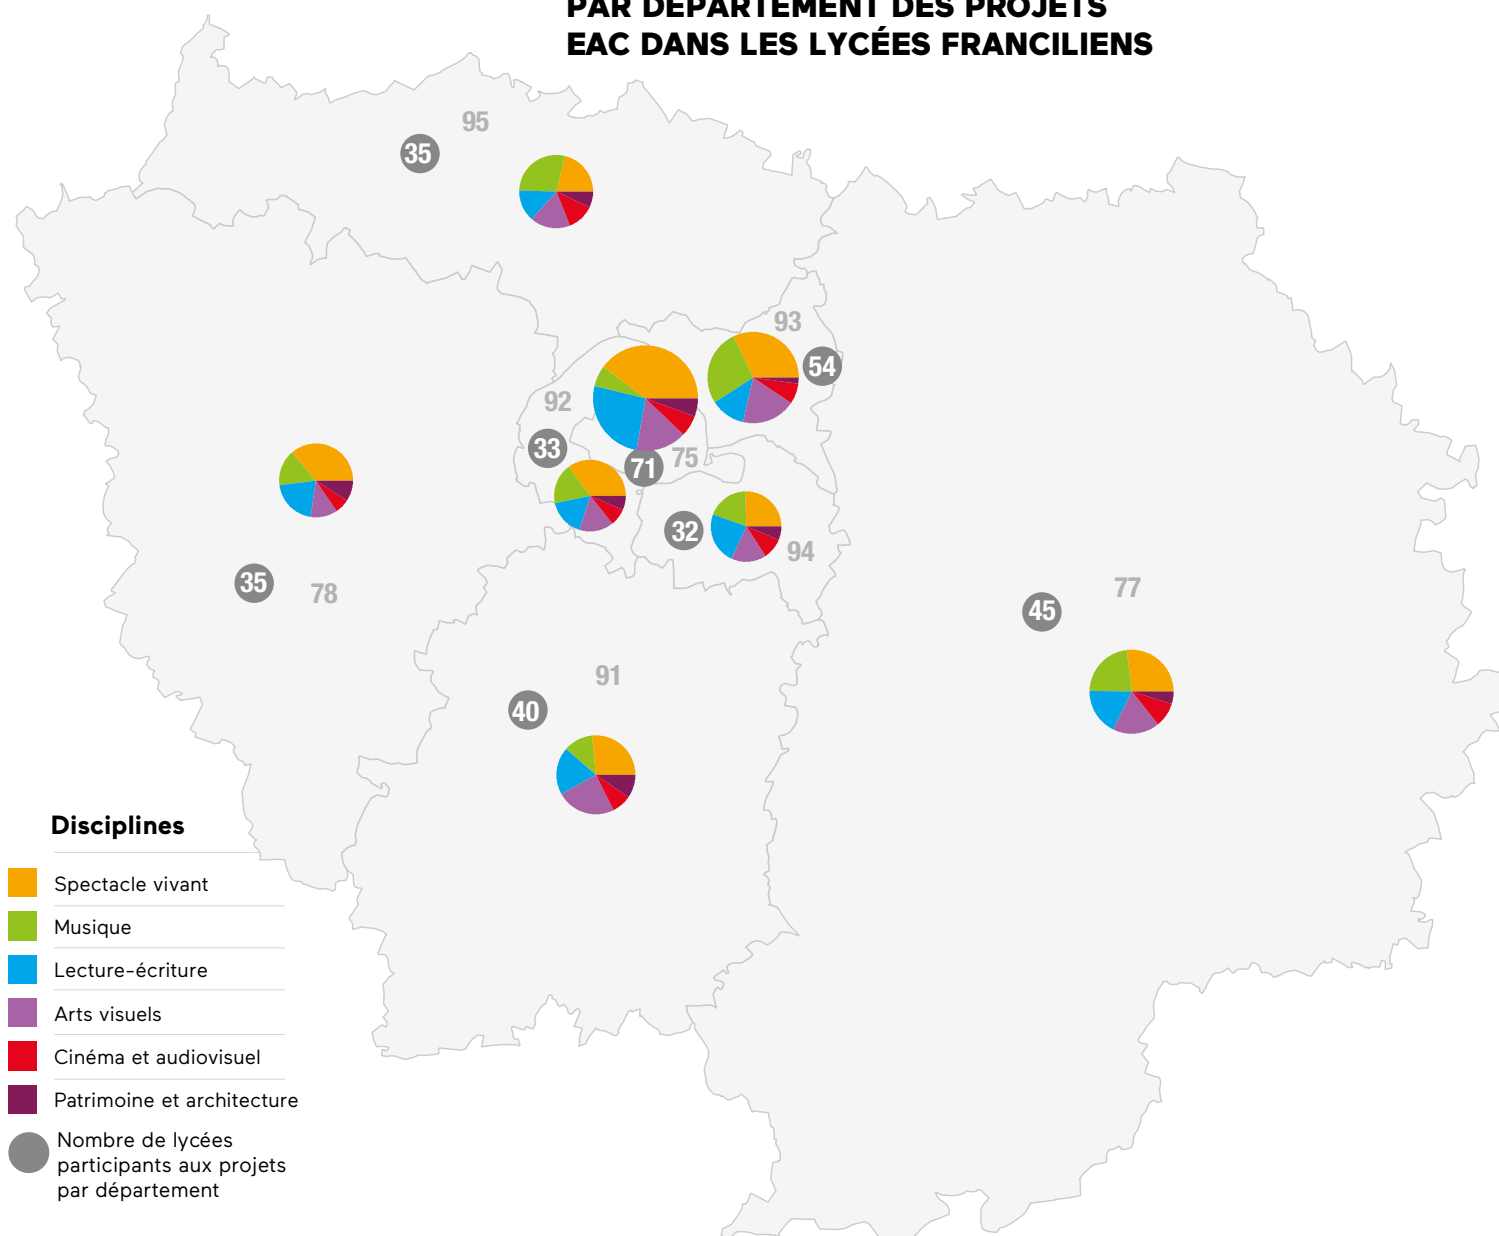 PAR DÉPARTEMENT DES PROJETS
EAC DANS LES LYCÉES FRANCILIENS
95
35
93
54
92
33
75
71
32
94
35
78
77
45
91
40
Disciplines
Spectacle vivant
Musique
Lecture-écriture
Arts visuels
Cinéma et audiovisuel
Patrimoine et architecture
Nombre de lycées
participants aux projets
par département